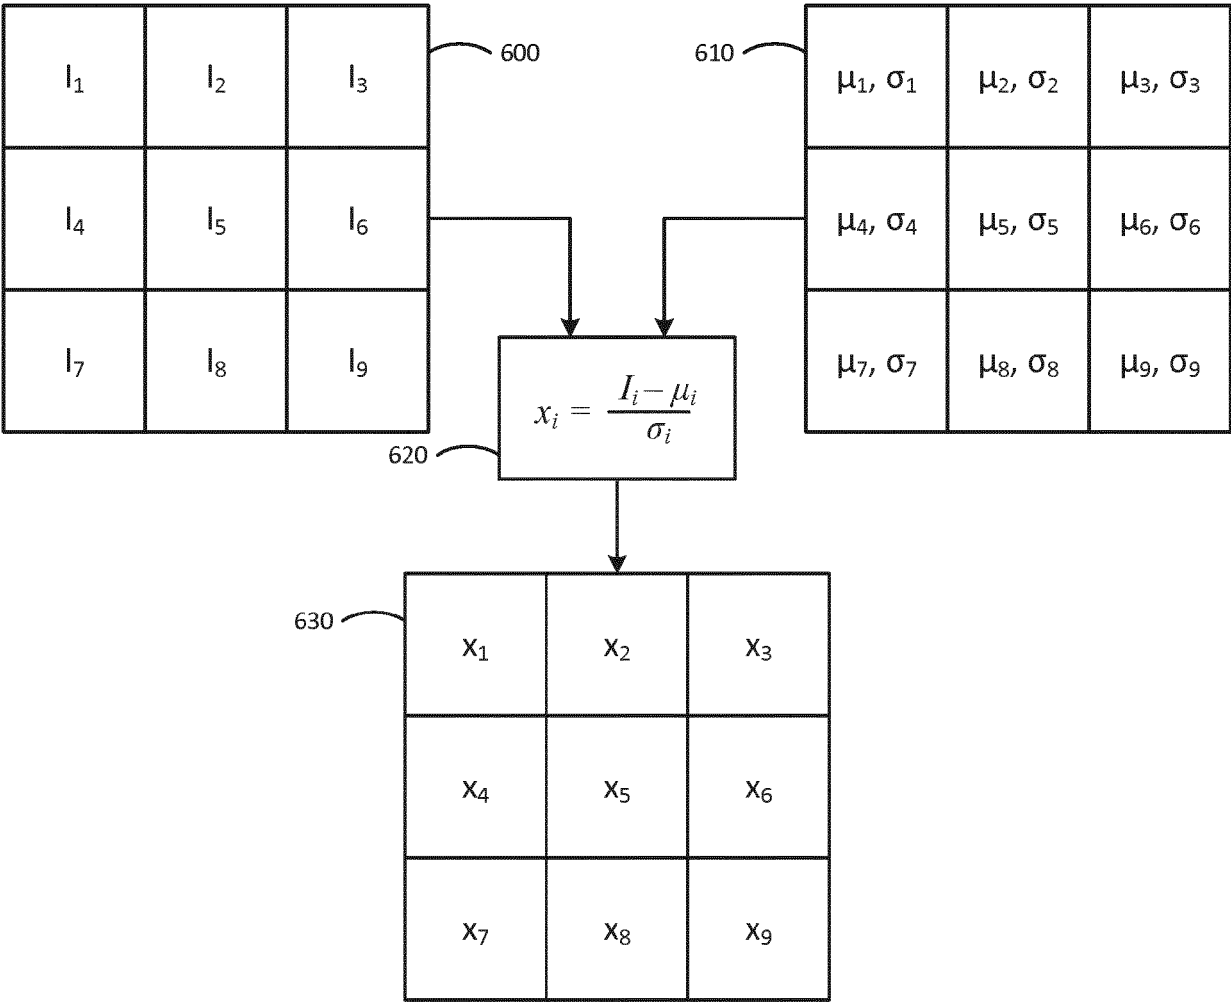 I₁ I₂ I₃ 600 610 μ₁, σ₁ μ₂, σ₂ μ₃, σ₃
I₄ I₅ I₆ μ₄, σ₄ μ₅, σ₅ μ₆, σ₆
I₇ I₈ I₉ μ₇, σ₇ μ₈, σ₈ μ₉, σ₉
xᵢ = (Iᵢ − μᵢ) / σᵢ
620
630
x₁ x₂ x₃
x₄ x₅ x₆
x₇ x₈ x₉